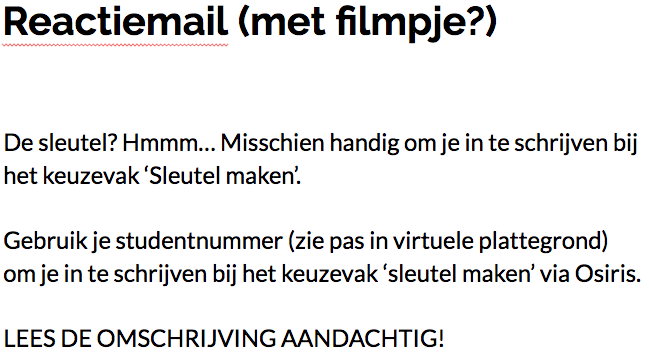 Reactiemail (met filmpje?)
De sleutel? Hmmm... Misschien handig om je in te schrijven bij
het keuzevak ‘Sleutel maken’.
Gebruik je studentnummer (zie pas in virtuele plattegrond)
om je in te schrijven bij het keuzevak ‘sleutel maken’ via Osiris.
LEES DE OMSCHRIJVING AANDACHTIG!